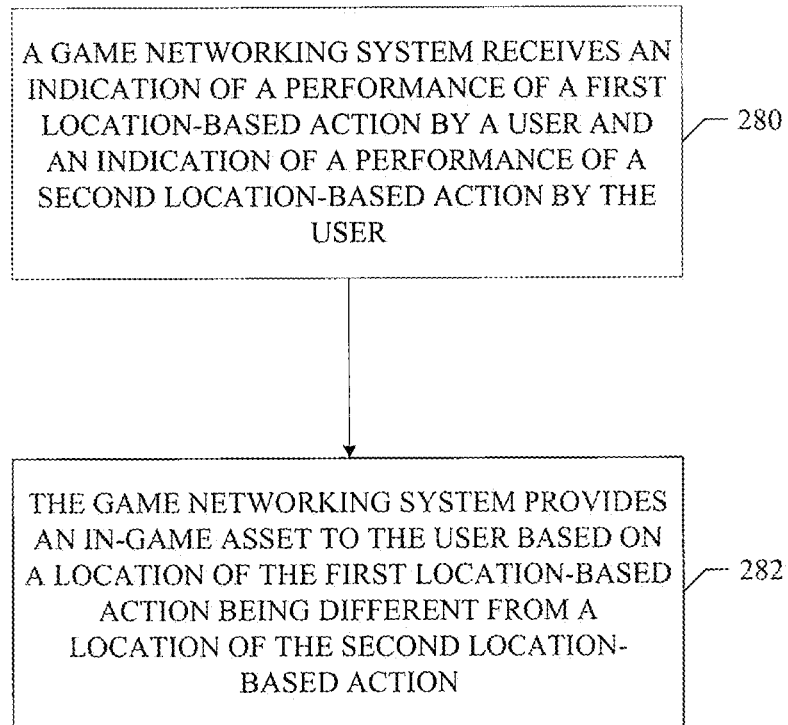 A GAME NETWORKING SYSTEM RECEIVES AN
INDICATION OF A PERFORMANCE OF A FIRST
LOCATION-BASED ACTION BY A USER AND
AN INDICATION OF A PERFORMANCE OF A
SECOND LOCATION-BASED ACTION BY THE
USER
280
THE GAME NETWORKING SYSTEM PROVIDES
AN IN-GAME ASSET TO THE USER BASED ON
A LOCATION OF THE FIRST LOCATION-BASED
ACTION BEING DIFFERENT FROM A
LOCATION OF THE SECOND LOCATION-
BASED ACTION
282